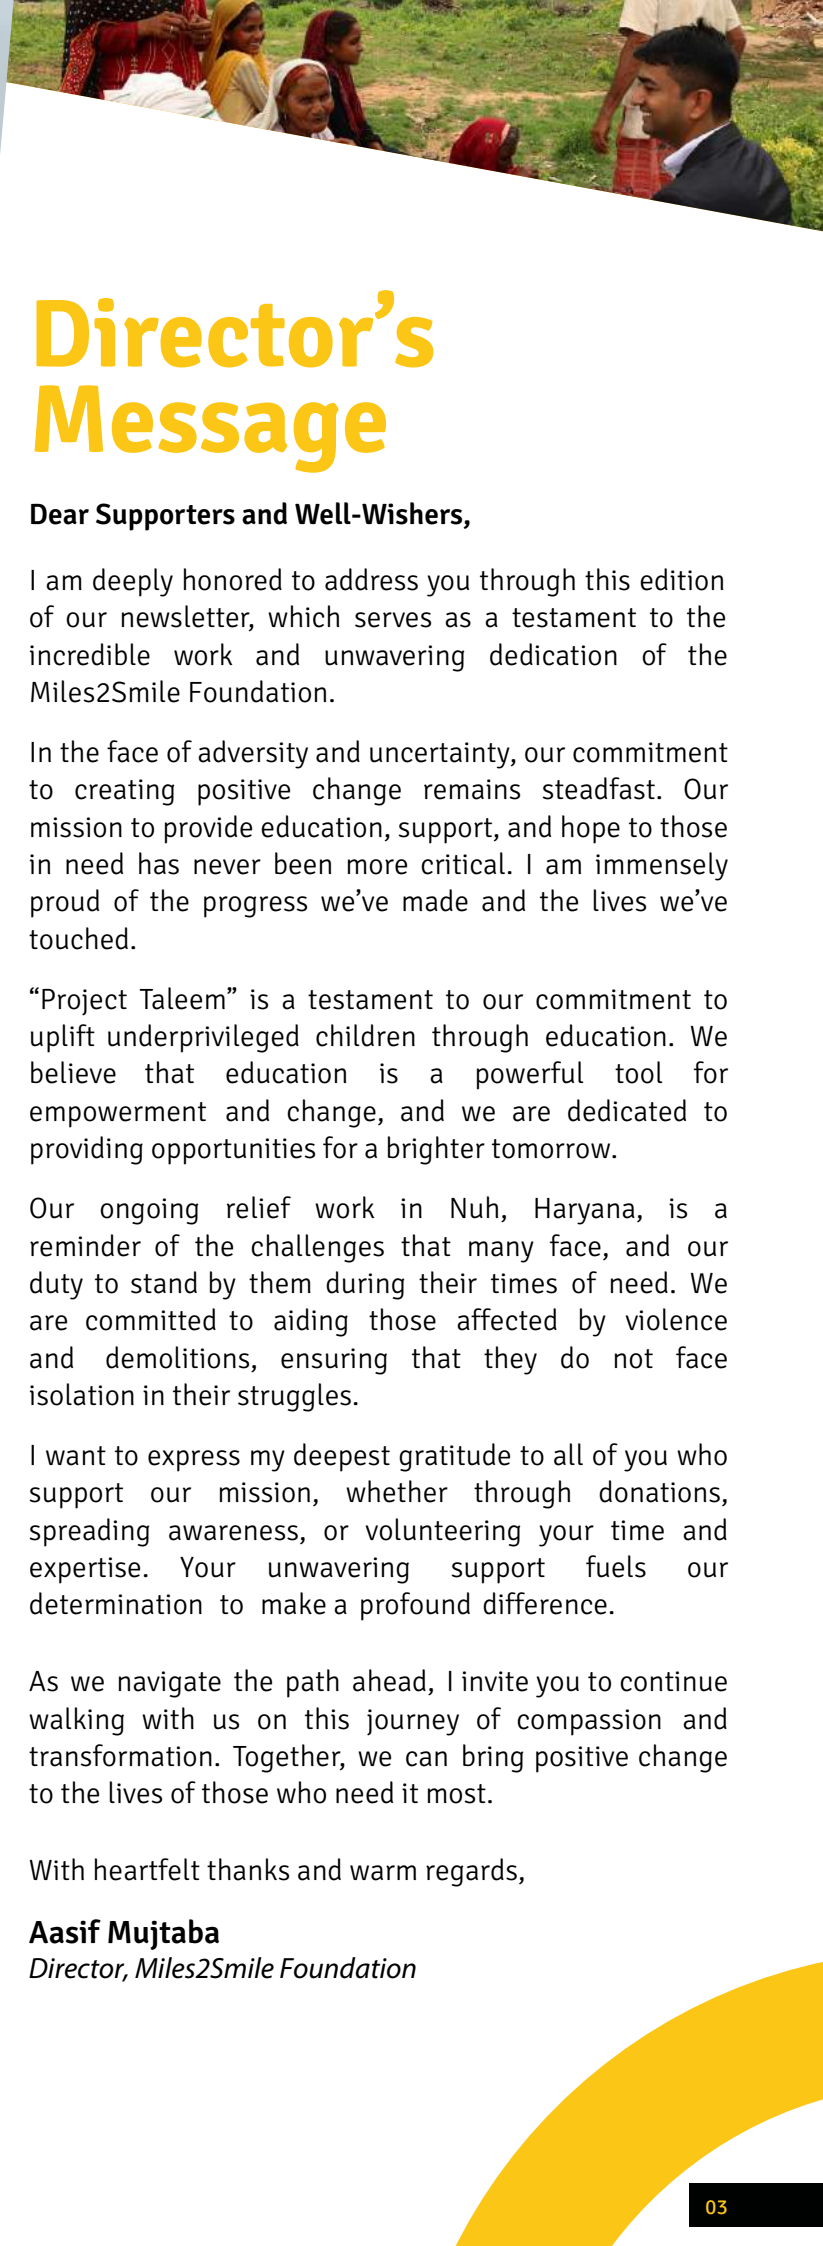 Director’s
Message
Dear Supporters and Well-Wishers,
I am deeply honored to address you through this edition
of our newsletter, which serves as a testament to the
incredible work and unwavering dedication of the
Miles2Smile Foundation.
In the face of adversity and uncertainty, our commitment
to creating positive change remains steadfast. Our
mission to provide education, support, and hope to those
in need has never been more critical. I am immensely
proud of the progress we’ve made and the lives we’ve
touched.
“Project Taleem” is a testament to our commitment to
uplift underprivileged children through education. We
believe that education is a powerful tool for
empowerment and change, and we are dedicated to
providing opportunities for a brighter tomorrow.
Our ongoing relief work in Nuh, Haryana, is a
reminder of the challenges that many face, and our
duty to stand by them during their times of need. We
are committed to aiding those affected by violence
and demolitions, ensuring that they do not face
isolation in their struggles.
I want to express my deepest gratitude to all of you who
support our mission, whether through donations,
spreading awareness, or volunteering your time and
expertise. Your unwavering support fuels our
determination to make a profound difference.
As we navigate the path ahead, I invite you to continue
walking with us on this journey of compassion and
transformation. Together, we can bring positive change
to the lives of those who need it most.
With heartfelt thanks and warm regards,
Aasif Mujtaba
Director, Miles2Smile Foundation
03